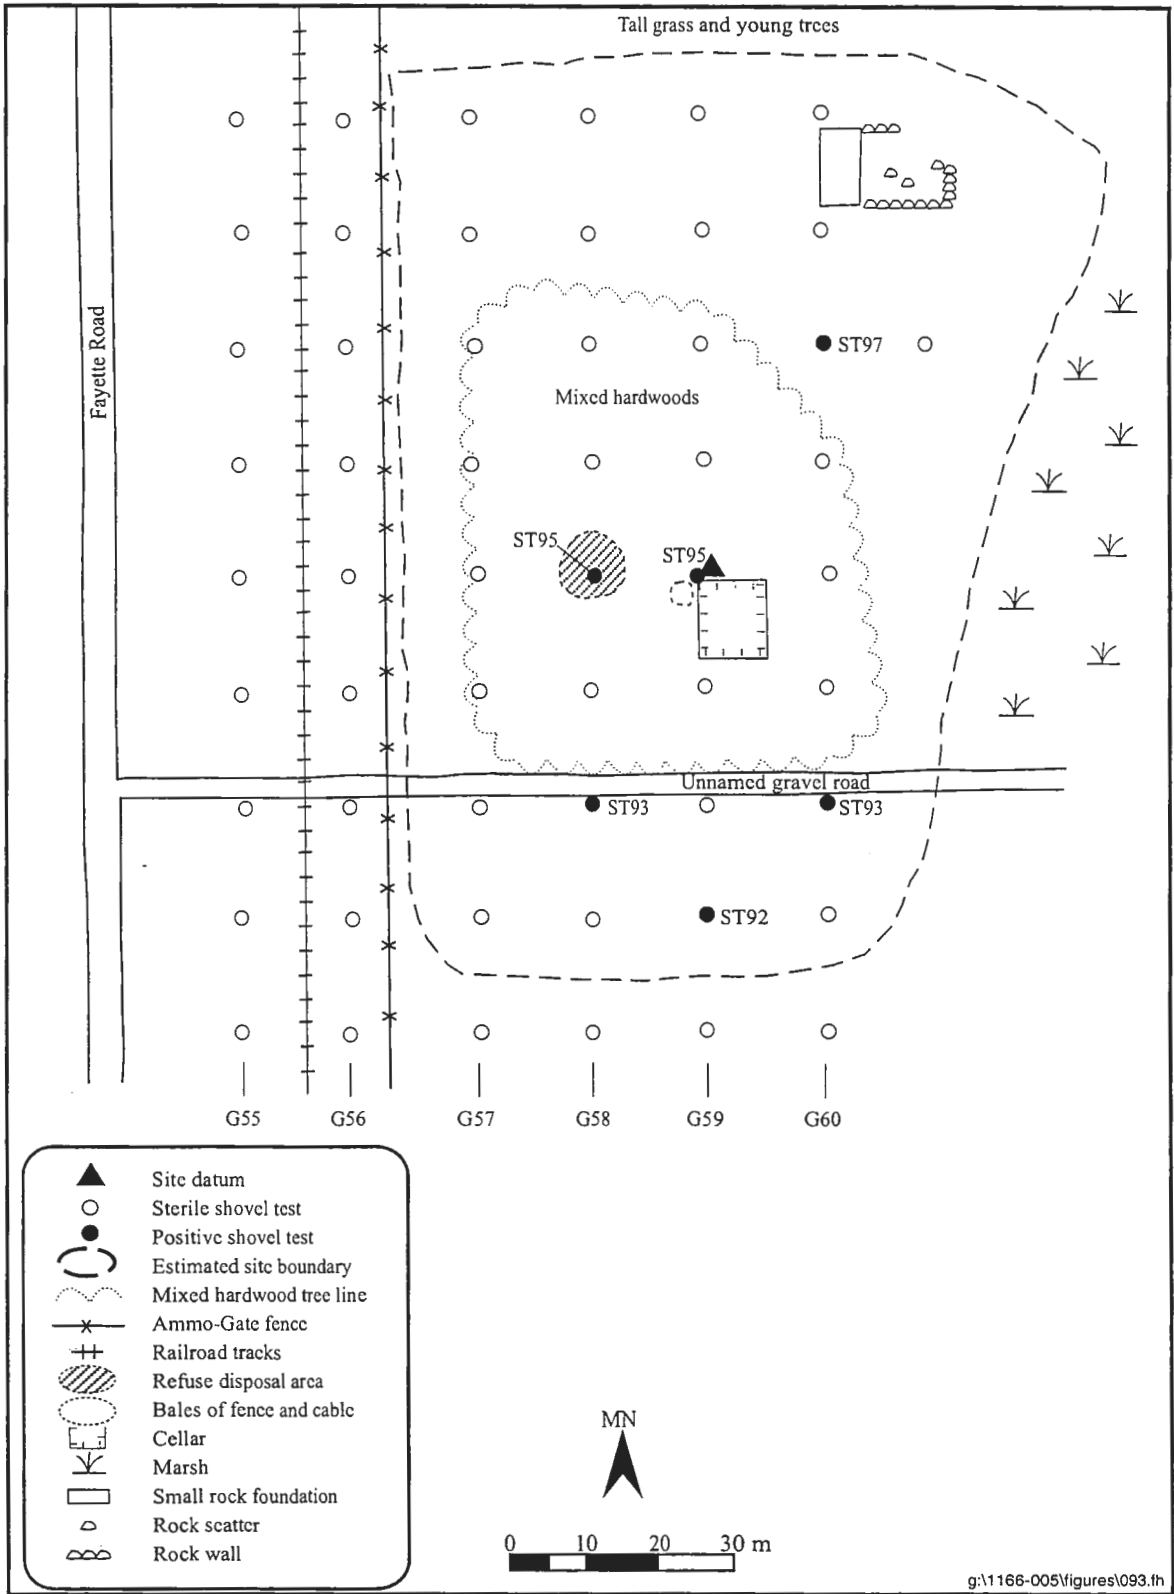 Tall grass and young trees
Fayette Road
ST97
Mixed hardwoods
ST95
ST95
Unnamed gravel road
ST93
ST93
ST92
G55 G56 G57 G58 G59 G60
Site datum
Sterile shovel test
Positive shovel test
Estimated site boundary
Mixed hardwood tree line
Ammo-Gate fence
Railroad tracks
Refuse disposal area
Bales of fence and cable
Cellar
Marsh
Small rock foundation
Rock scatter
Rock wall
MN
0 10 20 30 m
g:\1166-005\figures\093.fh